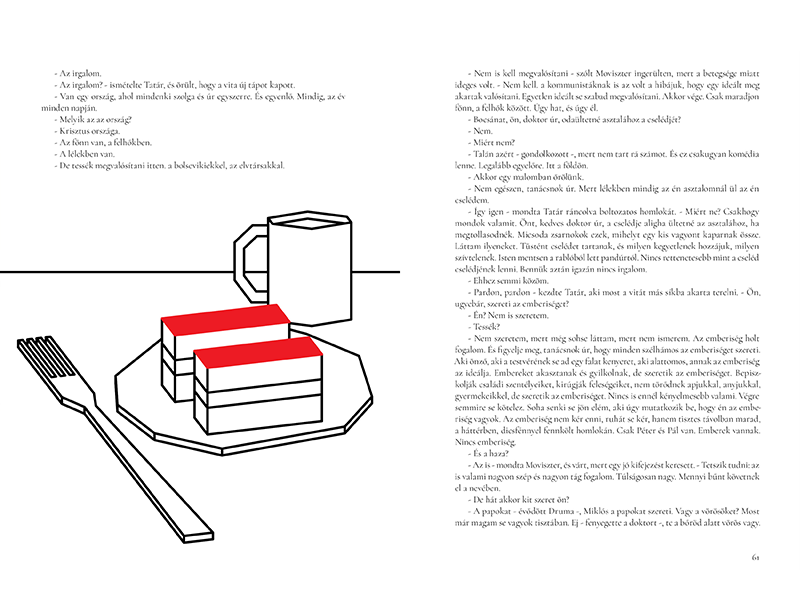 - Az irgalom.
- Az irgalom? - ismételte Tatár, és örült, hogy a vita új tápot kapott.
- Van egy ország, ahol mindenki szolga és úr egyszerre. És egyenlő. Mindig, az év
minden napján.
- Melyik az az ország?
- Krisztus országa.
- Az fönn van, a felhőkben.
- A lélekben van.
- De tessék megvalósítani itten. a bolsevikiekkel, az elvtársakkal.
- Nem is kell megvalósítani - szólt Moviszter ingerülten, mert a betegsége miatt
ideges volt. - Nem kell. a kommunistáknak is az volt a hibájuk, hogy egy ideált meg
akartak valósítani. Egyetlen ideált se szabad megvalósítani. Akkor vége. Csak maradjon
fönn, a felhők között. Úgy hat, és úgy él.
- Bocsánat, ön, doktor úr, odaültetné asztalához a cselédjét?
- Nem.
- Miért nem?
- Talán azért - gondolkozott -, mert nem tart rá számot. És ez csakugyan komédia
lenne. Legalább egyelőre. Itt a földön.
- Akkor egy malomban őrölünk.
- Nem egészen, tanácsnok úr. Mert lélekben mindig az én asztalomnál ül az én
cselédem.
- Így igen - mondta Tatár ráncolva boltozatos homlokát. - Miért ne? Csakhogy
mondok valamit. Önt, kedves doktor úr, a cselédje aligha ültetné az asztalához, ha
megtollasodnék. Micsoda zsarnokok ezek, mihelyt egy kis vagyont kaparnak össze.
Láttam ilyeneket. Tüstént cselédet tartanak, és milyen kegyetlenek hozzájuk, milyen
szívtelenek. Isten mentsen a rablóból lett pandúrtól. Nincs rettenetesebb mint a cseléd
cselédjének lenni. Bennük aztán igazán nincs irgalom.
- Ehhez semmi közöm.
- Pardon, pardon - kezdte Tatár, aki most a vitát más síkba akarta terelni. - Ön,
ugyebár, szereti az emberiséget?
- Én? Nem is szeretem.
- Tessék?
- Nem szeretem, mert még sohse láttam, mert nem ismerem. Az emberiség holt
fogalom. És figyelje meg, tanácsnok úr, hogy minden szélhámos az emberiséget szereti.
Aki önző, aki a testvérének se ad egy falat kenyeret, aki alattomos, annak az emberiség
az ideálja. Embereket akasztanak és gyilkolnak, de szeretik az emberiséget. Bepisz-
kolják családi szentélyeiket, kirúgják feleségeiket, nem törődnek apjukkal, anyjukkal,
gyermekeikkel, de szeretik az emberiséget. Nincs is ennél kényelmesebb valami. Végre
semmire se kötelez. Soha senki se jön elém, aki úgy mutatkozik be, hogy én az embe-
riség vagyok. Az emberiség nem kér enni, ruhát se kér, hanem tisztes távolban marad,
a háttérben, dicsfénnyel fennkölt homlokán. Csak Péter és Pál van. Emberek vannak.
Nincs emberiség.
- És a haza?
- Az is - mondta Moviszter, és várt, mert egy jó kifejezést keresett. - Tetszik tudni: az
is valami nagyon szép és nagyon tág fogalom. Túlságosan nagy. Mennyi bűnt követnek
el a nevében.
- De hát akkor kit szeret ön?
- A papokat - évődött Druma -, Miklós a papokat szereti. Vagy a vörösöket? Most
már magam se vagyok tisztában. Ej - fenyegette a doktort -, te a bőröd alatt vörös vagy.
61